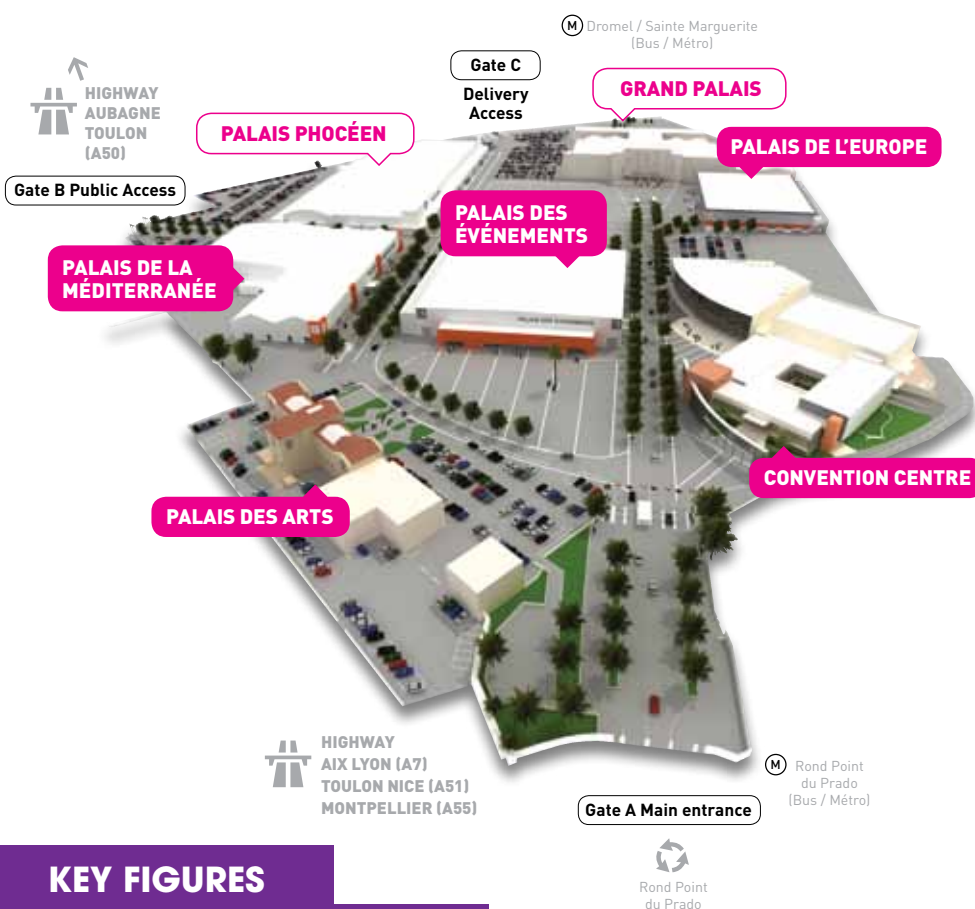 M Dromel / Sainte Marguerite
(Bus / Métro)
Gate C
Delivery
Access
HIGHWAY
AUBAGNE
TOULON
(A50)
GRAND PALAIS
PALAIS PHOCÉEN
PALAIS DE L'EUROPE
Gate B Public Access
PALAIS DES
ÉVÉNEMENTS
PALAIS DE LA
MÉDITERRANÉE
CONVENTION CENTRE
PALAIS DES ARTS
HIGHWAY
AIX LYON (A7)
TOULON NICE (A51)
MONTPELLIER (A55)
M Rond Point
du Prado
(Bus / Métro)
Gate A Main entrance
Rond Point
du Prado
KEY FIGURES